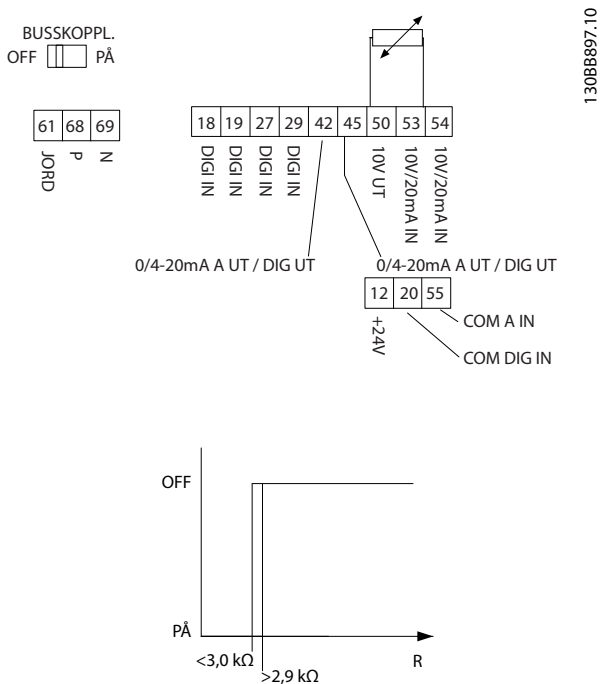 BUSSKOPPL.
OFF PÅ
130BB897.10
61 68 69
JORD
P
N
18 19 27 29 42 45 50 53 54
DIGI IN
DIGI IN
DIGI IN
DIGI IN
10V UT
10V/20mA IN
10V/20mA IN
0/4-20mA A UT / DIG UT
0/4-20mA A UT / DIG UT
12 20 55
+24V
COM A IN
COM DIG IN
OFF
PÅ
<3,0 kΩ
>2,9 kΩ
R